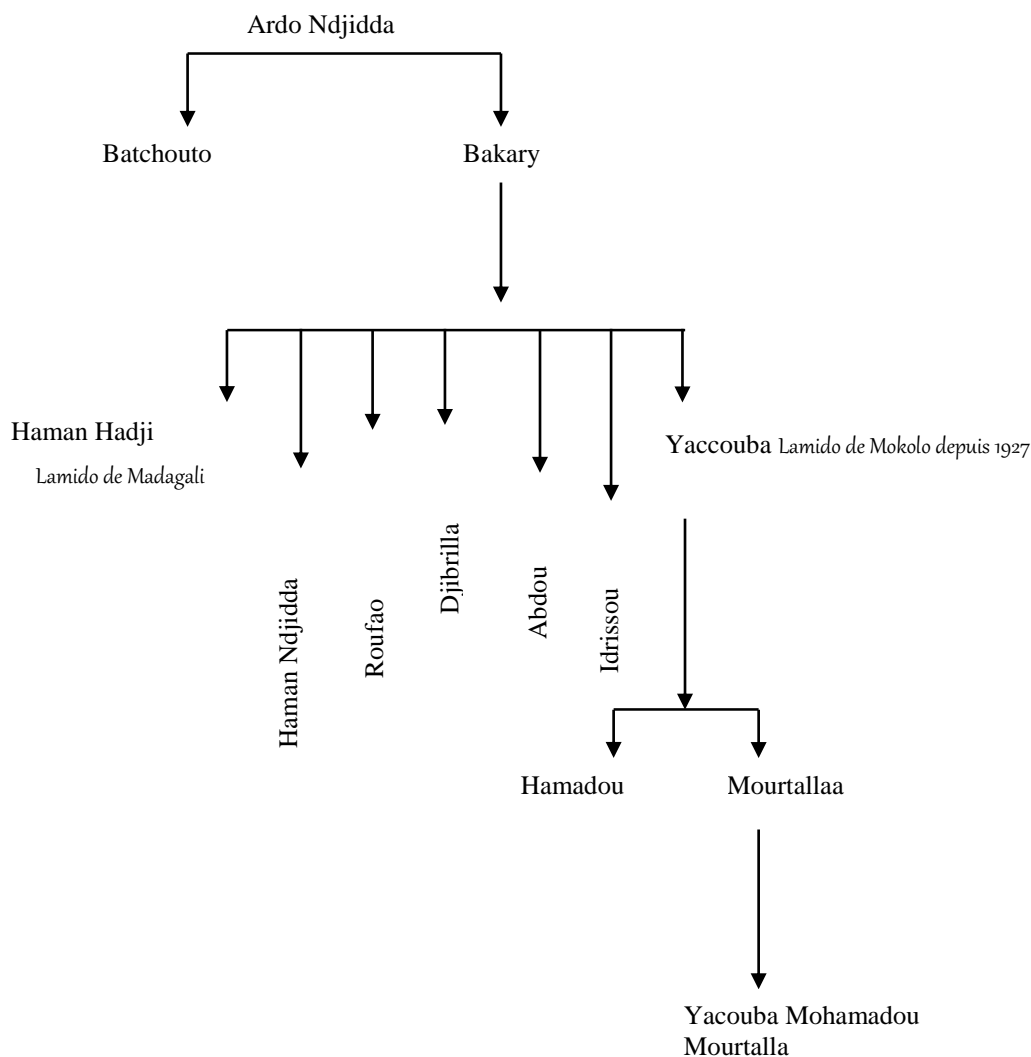 Ardo Ndjidda
Batchouto
Bakary
Haman Hadji
Lamido de Madagali
Haman Ndjidda
Roufao
Djibrilla
Abdou
Idrissou
Yaccouba Lamido de Mokolo depuis 1927
Hamadou
Mourtallaa
Yacouba Mohamadou
Mourtalla